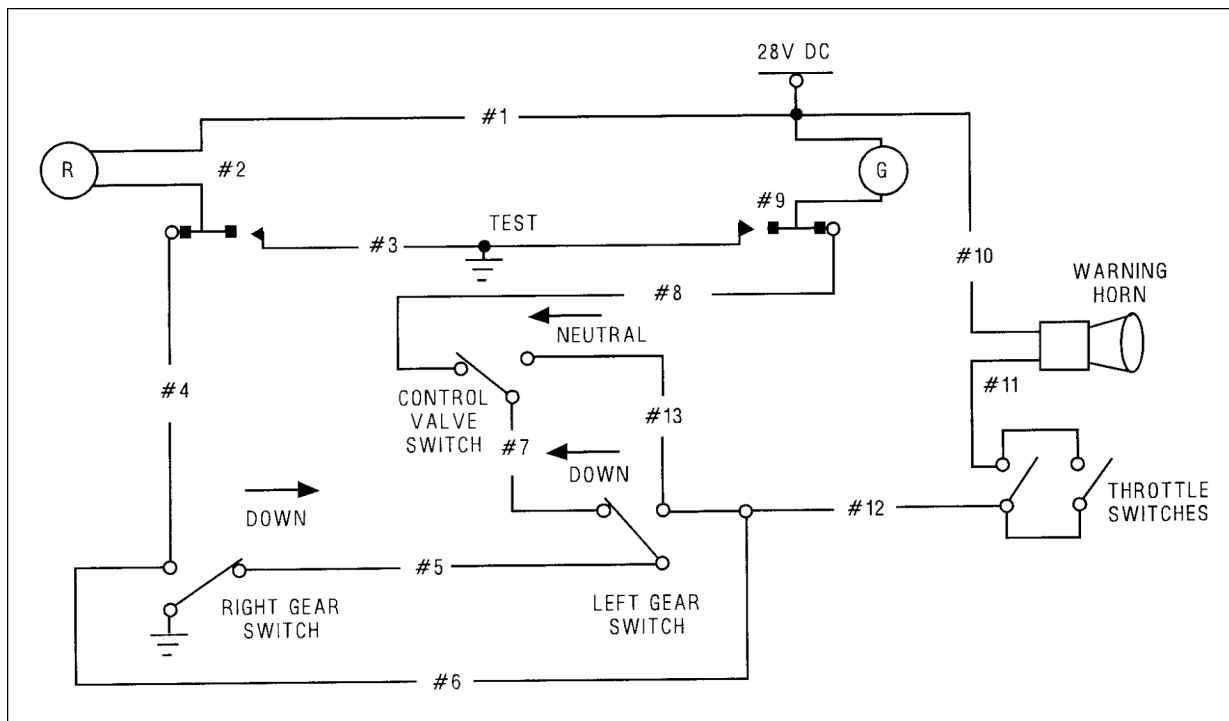 28V DC
#1
R
#2
G
#9
TEST
#3
#10
WARNING
HORN
#8
NEUTRAL
#4
#11
CONTROL
VALVE
SWITCH
#13
#7
DOWN
DOWN
#12
THROTTLE
SWITCHES
#5
RIGHT GEAR
SWITCH
LEFT GEAR
SWITCH
#6